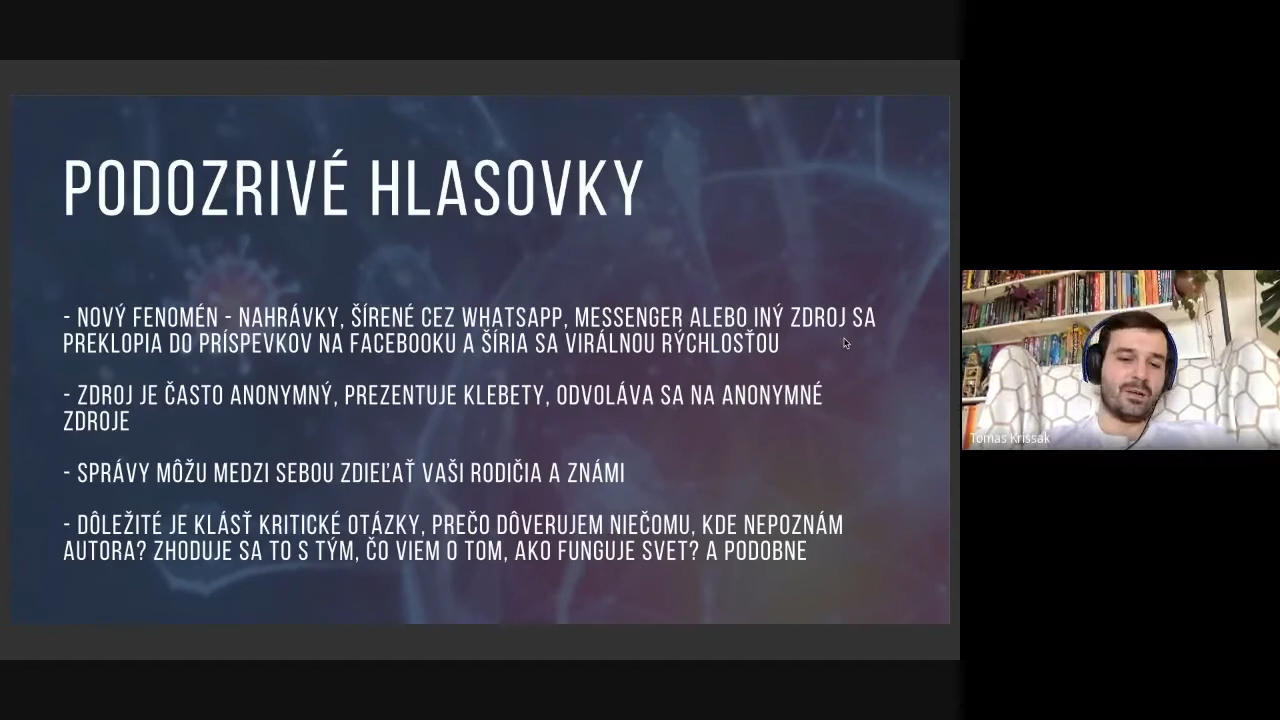 PODOZRIVÉ HLASOVKY
- NOVÝ FENOMÉN - NAHRÁVKY, ŠÍRENÉ CEZ WHATSAPP, MESSENGER ALEBO INÝ ZDROJ SA
PREKLOPIA DO PRÍSPEVKOV NA FACEBOOKU A ŠÍRIA SA VIRÁLNOU RÝCHLOSŤOU
- ZDROJ JE ČASTO ANONYMNÝ, PREZENTUJE KLEBETY, ODVOLÁVA SA NA ANONYMNÉ
ZDROJE
- SPRÁVY MÔŽU MEDZI SEBOU ZDIEĽAŤ VAŠI RODIČIA A ZNÁMI
- DÔLEŽITÉ JE KLÁSŤ KRITICKÉ OTÁZKY, PREČO DÔVERUJEM NIEČOMU, KDE NEPOZNÁM
AUTORA? ZHODUJE SA TO S TÝM, ČO VIEM O TOM, AKO FUNGUJE SVET? A PODOBNE
Tomas Krissak